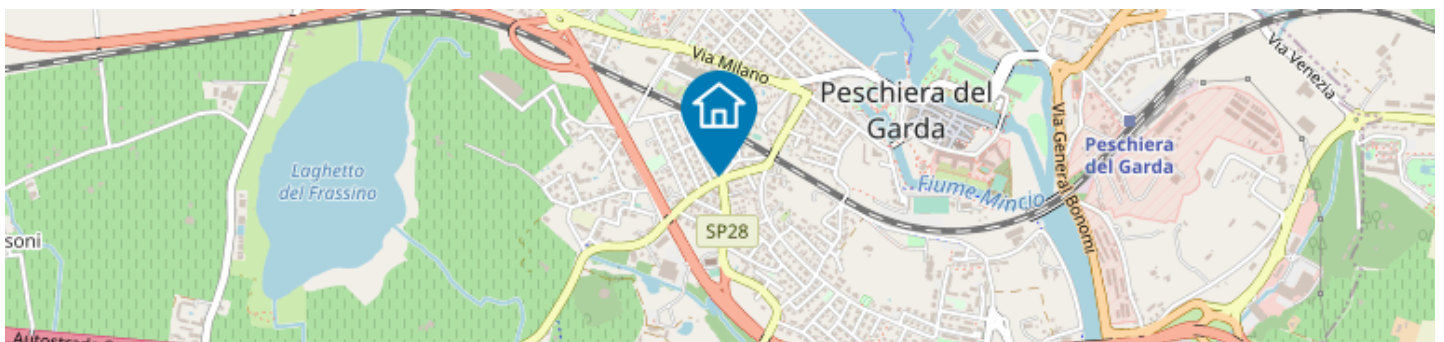 Via Milano
Via Venezia
Peschiera del
Garda
Peschiera
del Garda
Laghetto
del Frassino
Fiume-Mincio
Via General Bonomi
SP28
soni